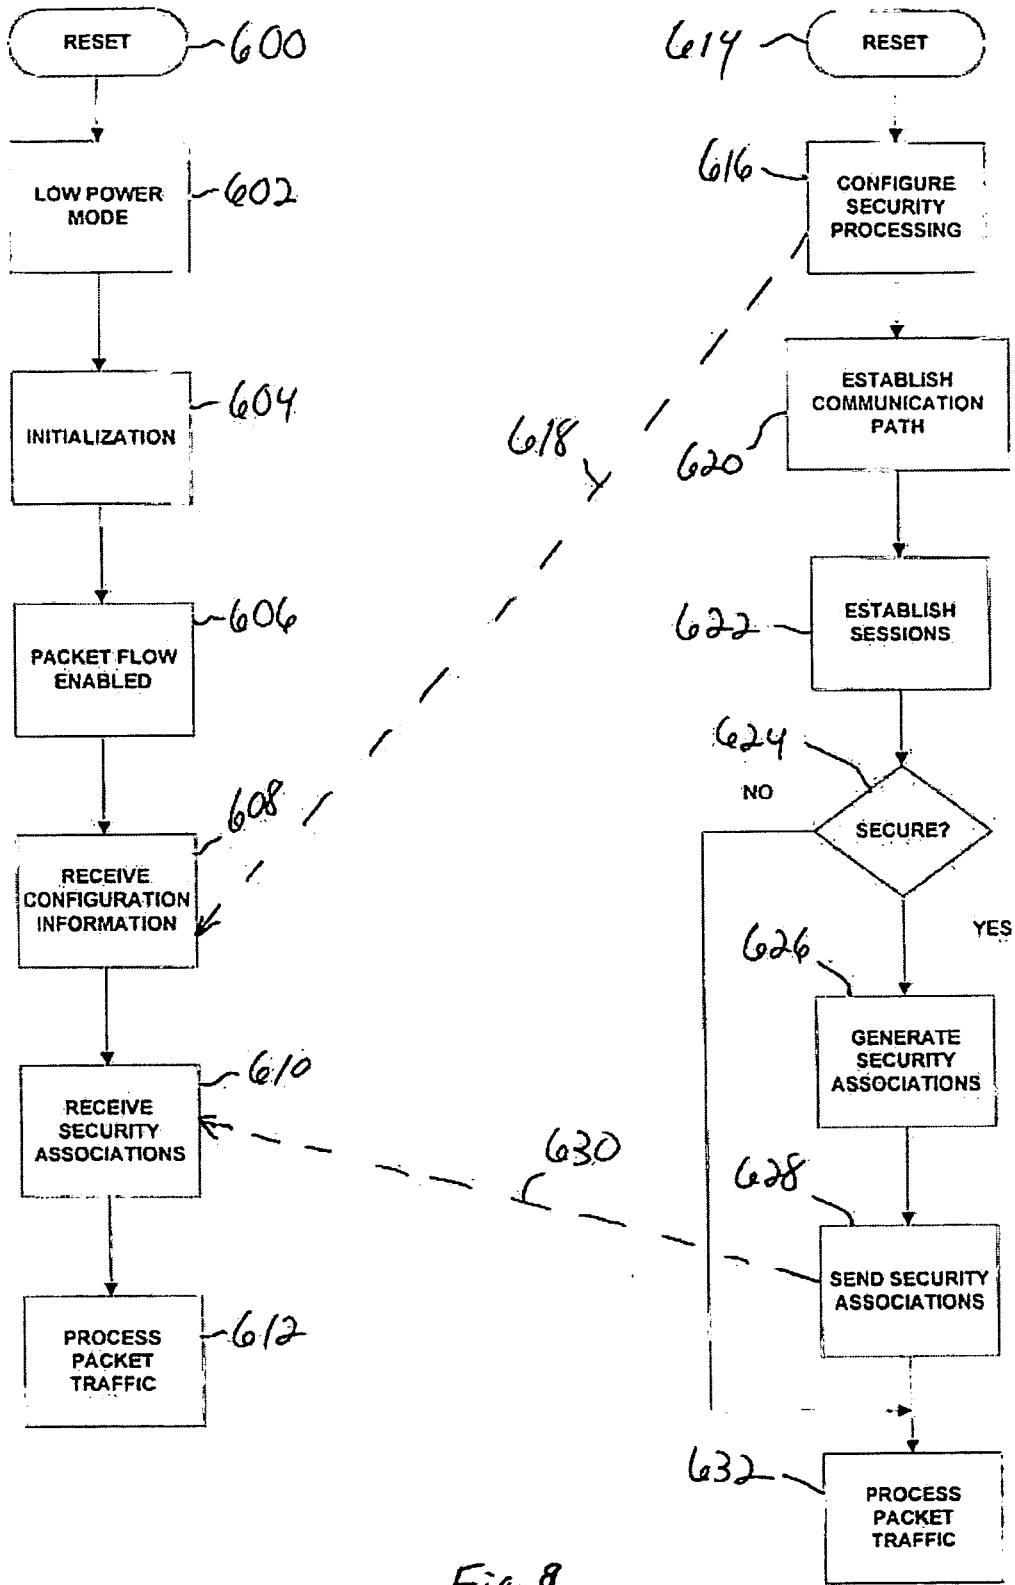 RESET
600
LOW POWER
MODE
602
INITIALIZATION
604
PACKET FLOW
ENABLED
606
RECEIVE
CONFIGURATION
INFORMATION
608
RECEIVE
SECURITY
ASSOCIATIONS
610
PROCESS
PACKET
TRAFFIC
612
614
RESET
616
CONFIGURE
SECURITY
PROCESSING
618
ESTABLISH
COMMUNICATION
PATH
620
622
ESTABLISH
SESSIONS
624
NO
SECURE?
YES
626
GENERATE
SECURITY
ASSOCIATIONS
630
628
SEND SECURITY
ASSOCIATIONS
632
PROCESS
PACKET
TRAFFIC
Fig. 8